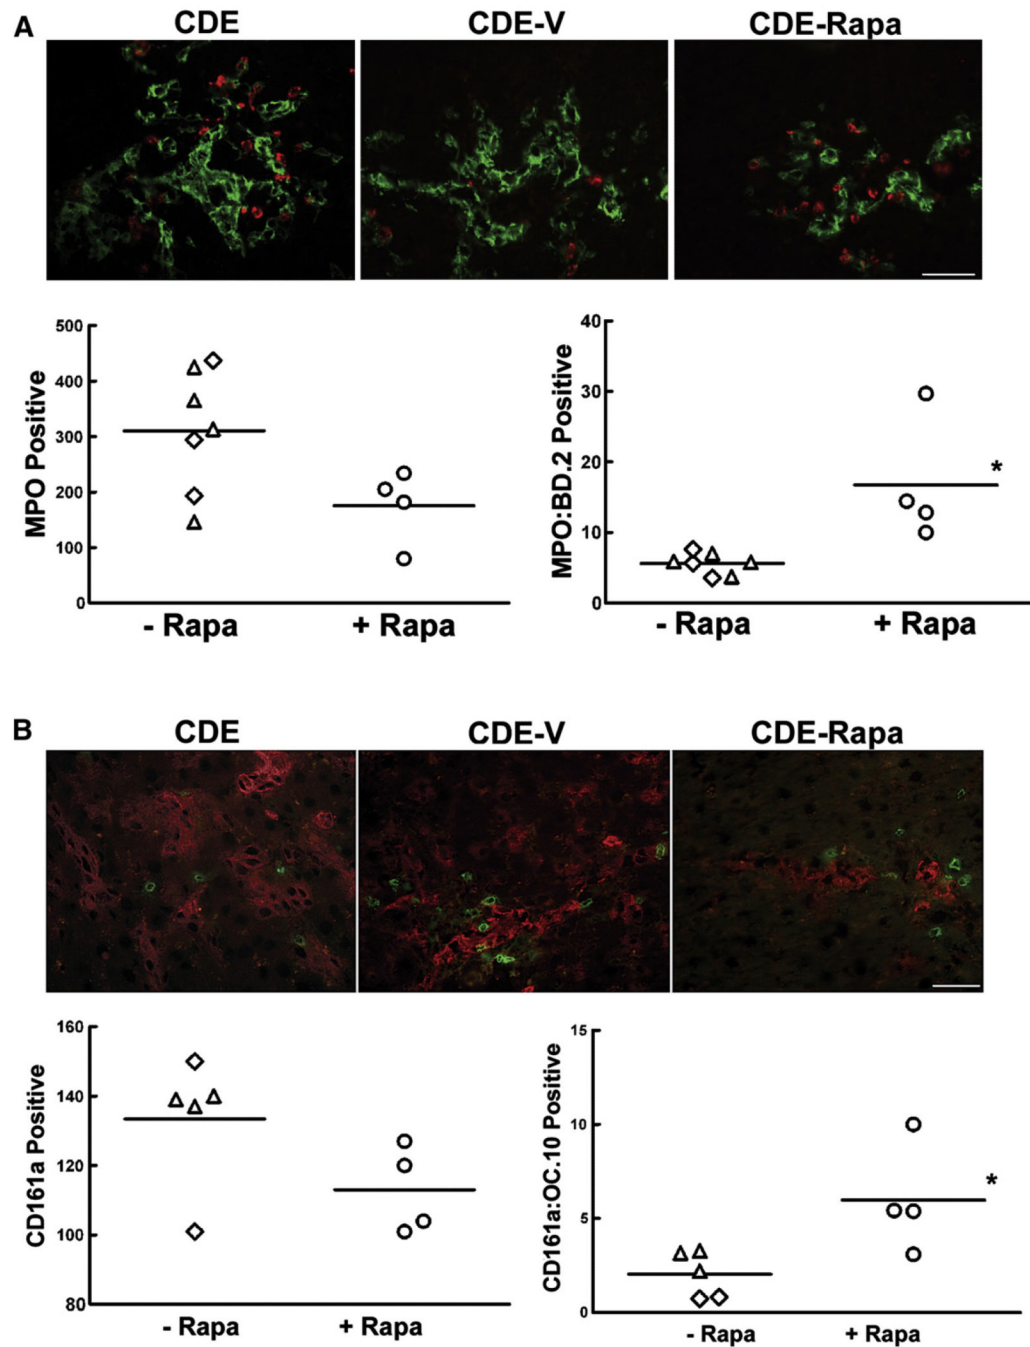 A
CDE CDE-V CDE-Rapa
500
400
300
200
100
0
MPO Positive
- Rapa + Rapa
40
30
20
10
0
MPO:BD.2 Positive
*
- Rapa + Rapa
B
CDE CDE-V CDE-Rapa
160
140
120
100
80
CD161a Positive
- Rapa + Rapa
15
10
5
0
CD161a:OC.10 Positive
*
- Rapa + Rapa